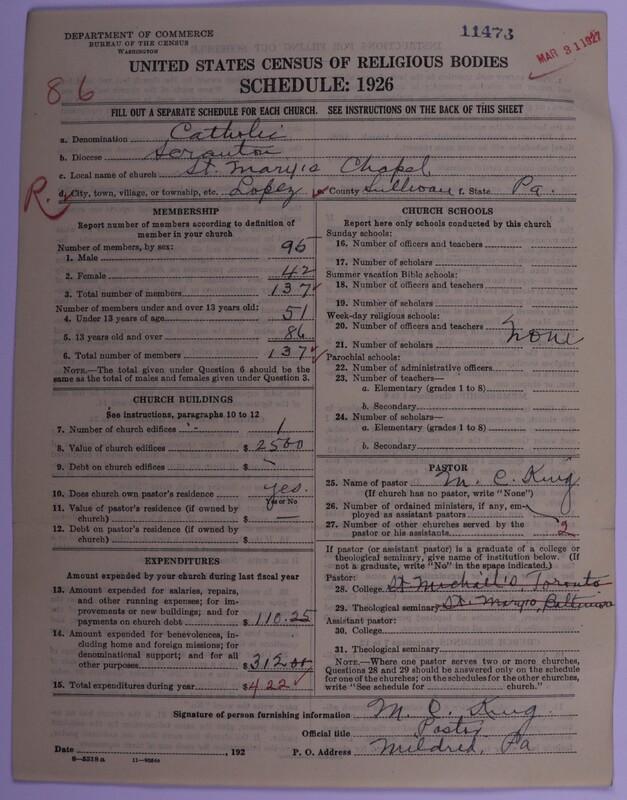 DEPARTMENT OF COMMERCE
BUREAU OF THE CENSUS
WASHINGTON
11473
MAR 31 1927
UNITED STATES CENSUS OF RELIGIOUS BODIES
SCHEDULE: 1926
86
FILL OUT A SEPARATE SCHEDULE FOR EACH CHURCH. SEE INSTRUCTIONS ON THE BACK OF THIS SHEET
a. Denomination Catholic
b. Diocese Scranton
c. Local name of church St. Mary's Chapel
R. d. City, town, village, or township, etc. Lopez e. County Sullivan f. State Pa.
MEMBERSHIP
Report number of members according to definition of
member in your church
Number of members, by sex:
1. Male 95
2. Female 42
3. Total number of members 137
Number of members under and over 13 years old:
4. Under 13 years of age 51
5. 13 years old and over 86
6. Total number of members 137
NOTE.—The total given under Question 6 should be
same as the total of males and females given under Question 3.
CHURCH BUILDINGS
See instructions, paragraphs 10 to 12
7. Number of church edifices 1
8. Value of church edifices $ 2500
9. Debt on church edifices $ -
10. Does church own pastor's residence yes.
Yes or No
11. Value of pastor's residence (if owned by
church) $ —
12. Debt on pastor's residence (if owned by
church) $
EXPENDITURES
Amount expended by your church during last fiscal year
13. Amount expended for salaries, repairs,
and other running expenses; for im-
provements or new buildings; and for
payments on church debt $ 110.25
14. Amount expended for benevolences, in-
cluding home and foreign missions; for
denominational support; and for all
other purposes $ 312.00
15. Total expenditures during year $ 422
CHURCH SCHOOLS
Report here only schools conducted by this church
Sunday schools:
16. Number of officers and teachers
17. Number of scholars
Summer vacation Bible schools:
18. Number of officers and teachers
19. Number of scholars
Week-day religious schools:
20. Number of officers and teachers none
21. Number of scholars
Parochial schools:
22. Number of administrative officers
23. Number of teachers—
a. Elementary (grades 1 to 8)
b. Secondary
24. Number of scholars—
a. Elementary (grades 1 to 8)
b. Secondary
PASTOR
25. Name of pastor M. C. King
(If church has no pastor, write "None")
26. Number of ordained ministers, if any, em-
ployed as assistant pastors
27. Number of other churches served by the
pastor or his assistants 2
If pastor (or assistant pastor) is a graduate of a college or
theological seminary, give name of institution below. (If
not a graduate, write "No" in the space indicated.)
Pastor:
28. College St Michael's, Toronto
29. Theological seminary St. Mary's, Baltimore
Assistant pastor:
30. College
31. Theological seminary
NOTE.—Where one pastor serves two or more churches,
Questions 28 and 29 should be answered only on the schedule
for one of the churches; on the schedules for the other churches,
write "See schedule for church."
Signature of person furnishing information M. C. King
Official title Pastor
Date , 192 P. O. Address Mildred, Pa
8—5318 a